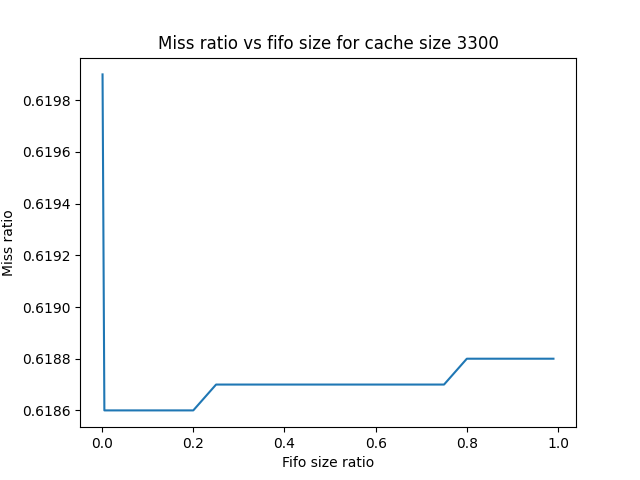 Miss ratio vs fifo size for cache size 3300
0.6198
0.6196
0.6194
0.6192
0.6190
0.6188
0.6186
Miss ratio
0.0 0.2 0.4 0.6 0.8 1.0
Fifo size ratio